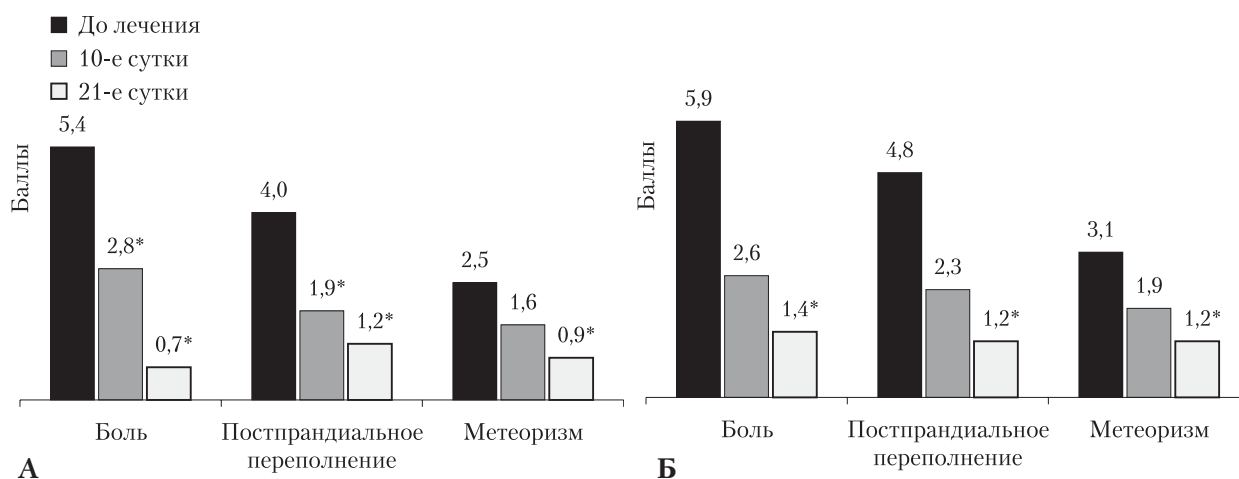 До лечения
10-е сутки
21-е сутки
Баллы
5,4
2,8*
0,7*
4,0
1,9*
1,2*
2,5
1,6
0,9*
Боль
Постпрандиальное
переполнение
Метеоризм
А
Баллы
5,9
2,6
1,4*
4,8
2,3
1,2*
3,1
1,9
1,2*
Боль
Постпрандиальное
переполнение
Метеоризм
Б